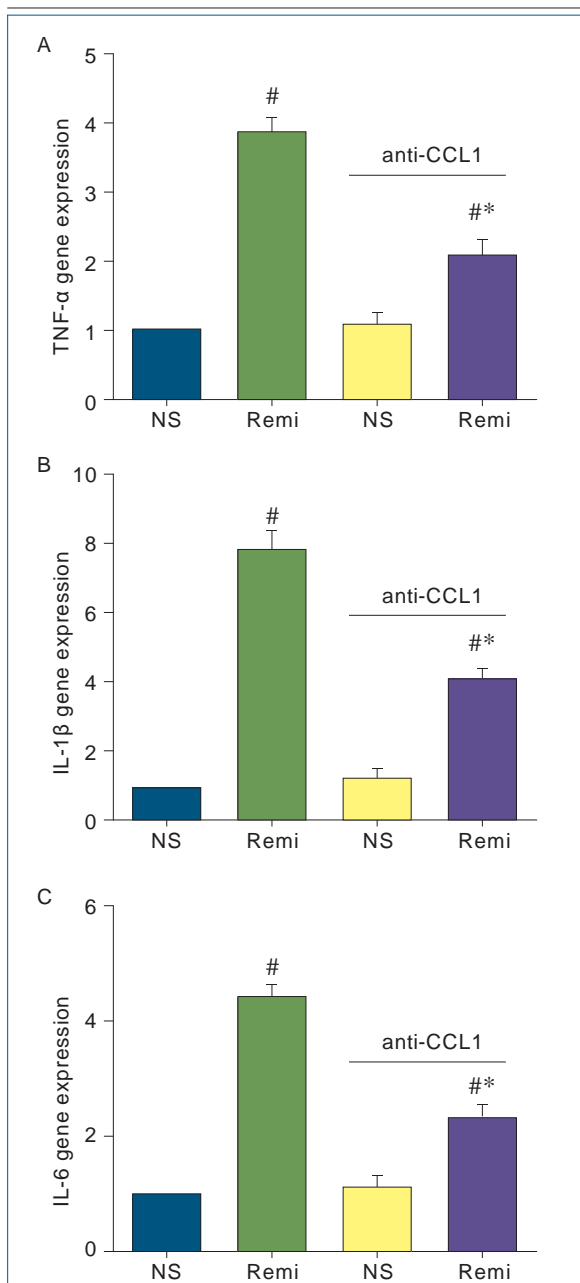 A
TNF-α gene expression
5
4
3
2
1
0
#
anti-CCL1
#*
NS Remi NS Remi
B
IL-1β gene expression
10
8
6
4
2
0
#
anti-CCL1
#*
NS Remi NS Remi
C
IL-6 gene expression
6
4
2
0
#
anti-CCL1
#*
NS Remi NS Remi